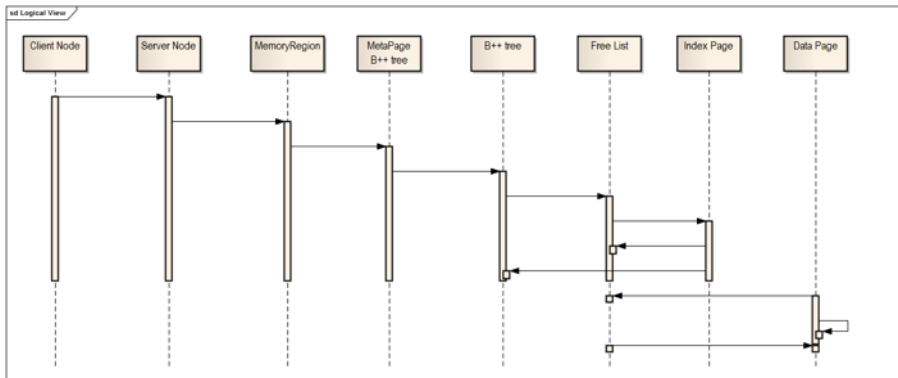 sd Logical View
Client Node
Server Node
MemoryRegion
MetaPage
B++ tree
B++ tree
Free List
Index Page
Data Page